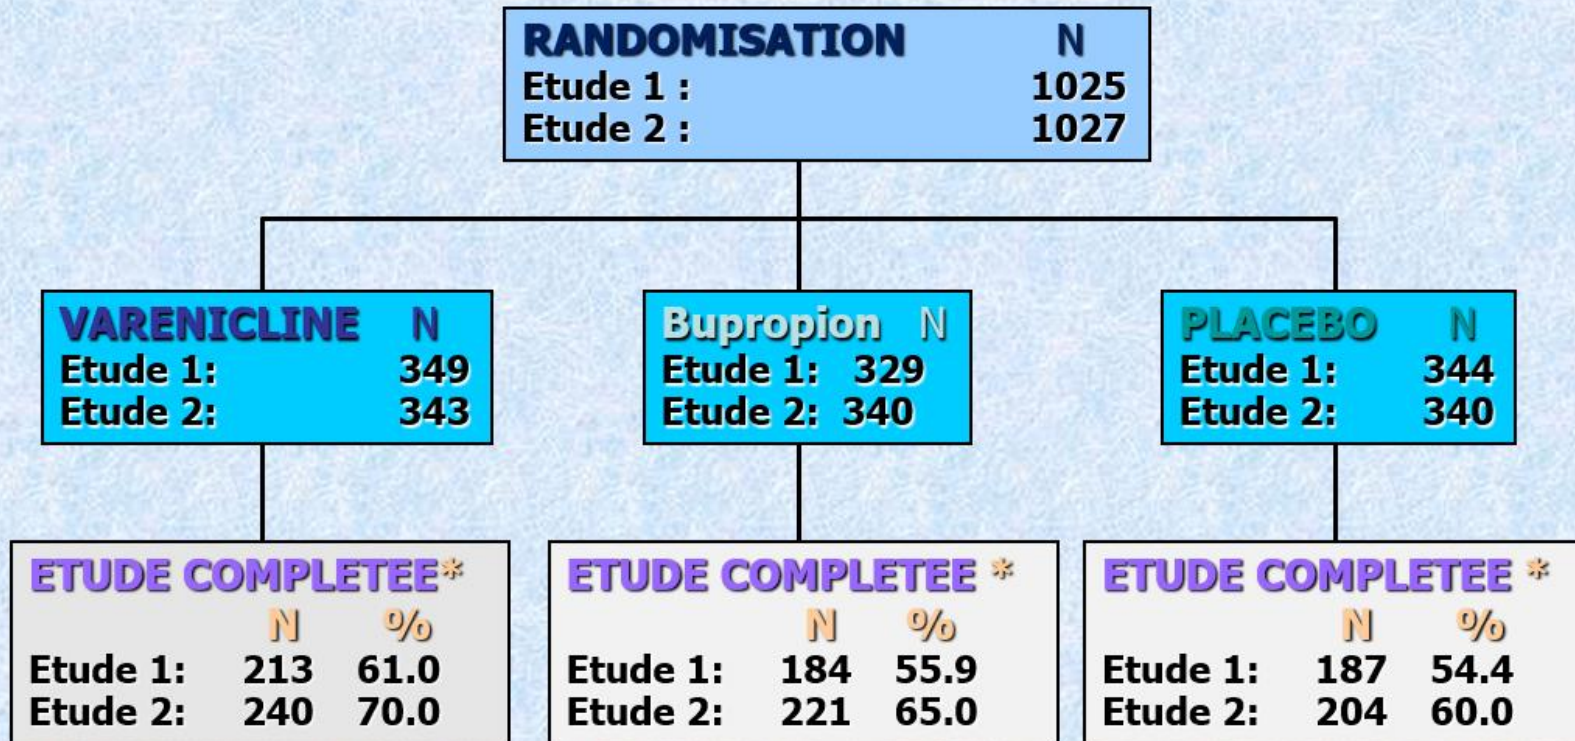 RANDOMISATION N
Etude 1 : 1025
Etude 2 : 1027
VARENICLINE N
Etude 1: 349
Etude 2: 343
Bupropion N
Etude 1: 329
Etude 2: 340
PLACEBO N
Etude 1: 344
Etude 2: 340
ETUDE COMPLETEE*
N %
Etude 1: 213 61.0
Etude 2: 240 70.0
ETUDE COMPLETEE *
N %
Etude 1: 184 55.9
Etude 2: 221 65.0
ETUDE COMPLETEE *
N %
Etude 1: 187 54.4
Etude 2: 204 60.0